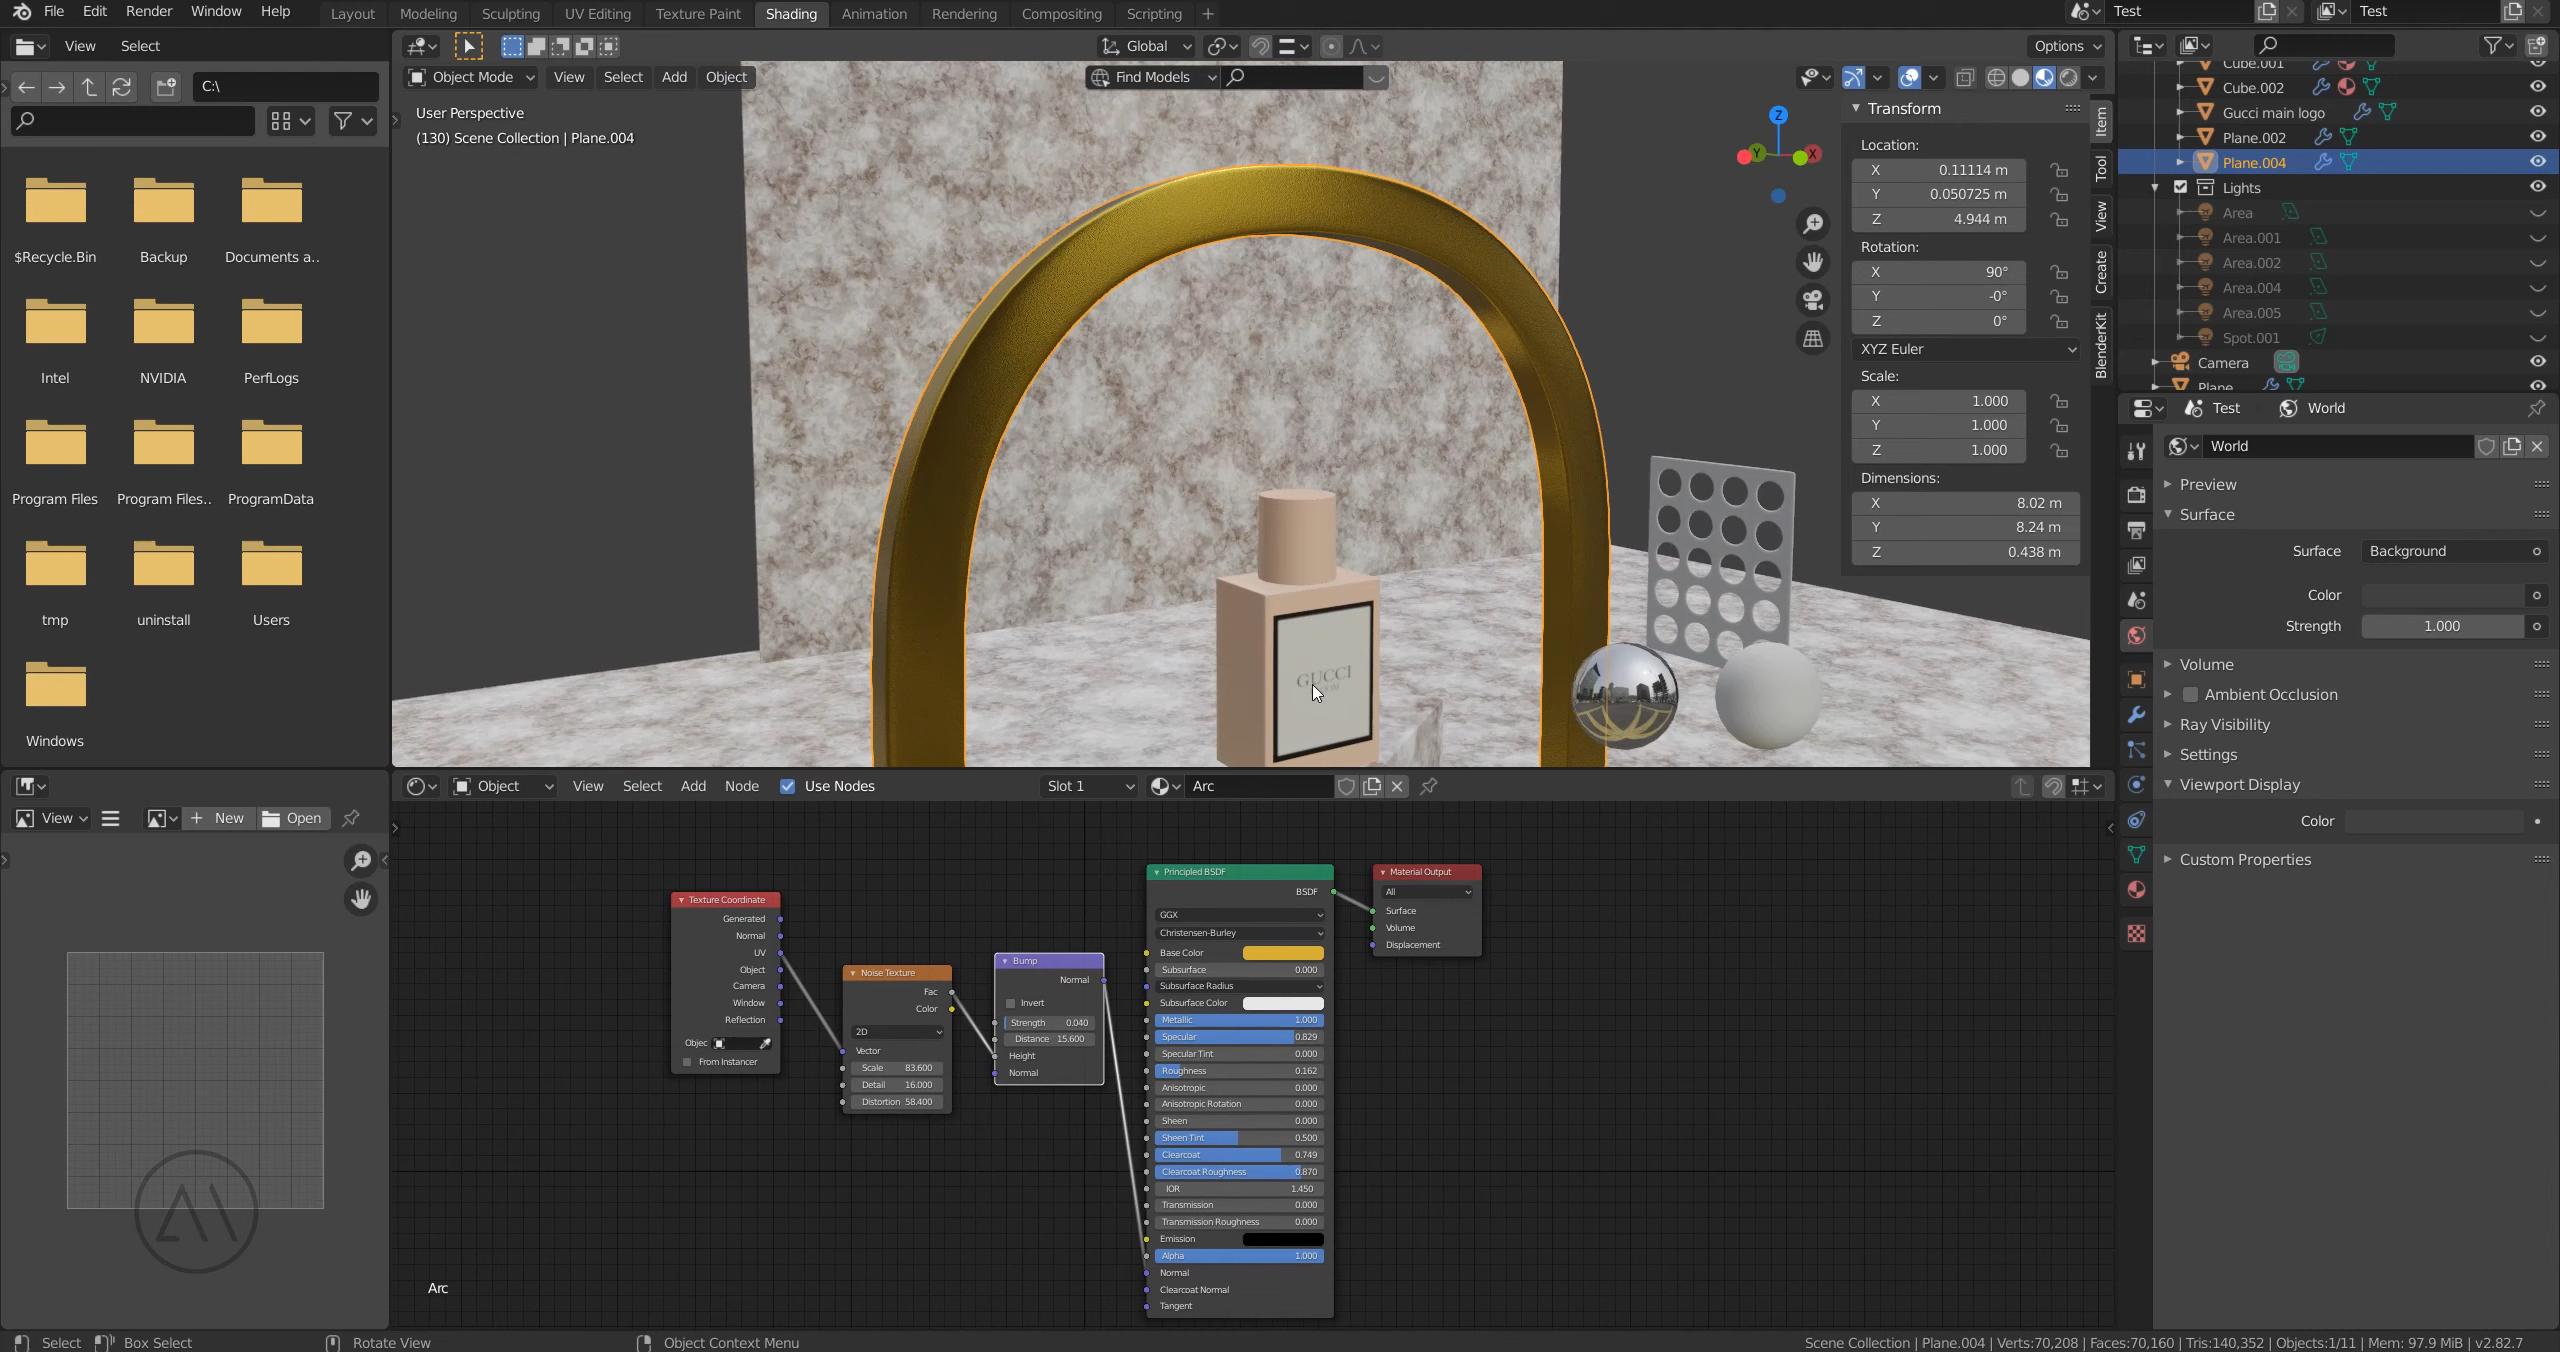 File Edit Render Window Help Layout Modeling Sculpting UV Editing Texture Paint Shading Animation Rendering Compositing Scripting + Test Test
View Select
Global Options
C:\
Object Mode View Select Add Object Find Models
User Perspective
(130) Scene Collection | Plane.004
$Recycle.Bin Backup Documents a..
Intel NVIDIA PerfLogs
Program Files Program Files.. ProgramData
tmp uninstall Users
Windows
Z
Y X
GUCCI
Transform
Location:
X 0.11114 m
Y 0.050725 m
Z 4.944 m
Rotation:
X 90°
Y -0°
Z 0°
XYZ Euler
Scale:
X 1.000
Y 1.000
Z 1.000
Dimensions:
X 8.02 m
Y 8.24 m
Z 0.438 m
Item
Tool
View
Create
BlenderKit
Cube.001
Cube.002
Gucci main logo
Plane.002
Plane.004
Lights
Area
Area.001
Area.002
Area.004
Area.005
Spot.001
Camera
Plane
Test World
World
Preview
Surface
Surface Background
Color
Strength 1.000
Volume
Ambient Occlusion
Ray Visibility
Settings
Viewport Display
Color
Custom Properties
View + New Open
Object View Select Add Node Use Nodes Slot 1 Arc
Texture Coordinate
Generated
Normal
UV
Object
Camera
Window
Reflection
Objec
From Instancer
Noise Texture
Fac
Color
2D
Vector
Scale 83.600
Detail 16.000
Distortion 58.400
Bump
Normal
Invert
Strength 0.040
Distance 15.600
Height
Normal
Principled BSDF
BSDF
GGX
Christensen-Burley
Base Color
Subsurface 0.000
Subsurface Radius
Subsurface Color
Metallic 1.000
Specular 0.829
Specular Tint 0.000
Roughness 0.162
Anisotropic 0.000
Anisotropic Rotation 0.000
Sheen 0.000
Sheen Tint 0.500
Clearcoat 0.749
Clearcoat Roughness 0.870
IOR 1.450
Transmission 0.000
Transmission Roughness 0.000
Emission
Alpha 1.000
Normal
Clearcoat Normal
Tangent
Material Output
All
Surface
Volume
Displacement
Arc
Select Box Select Rotate View Object Context Menu Scene Collection | Plane.004 | Verts:70,208 | Faces:70,160 | Tris:140,352 | Objects:1/11 | Mem: 97.9 MiB | v2.82.7